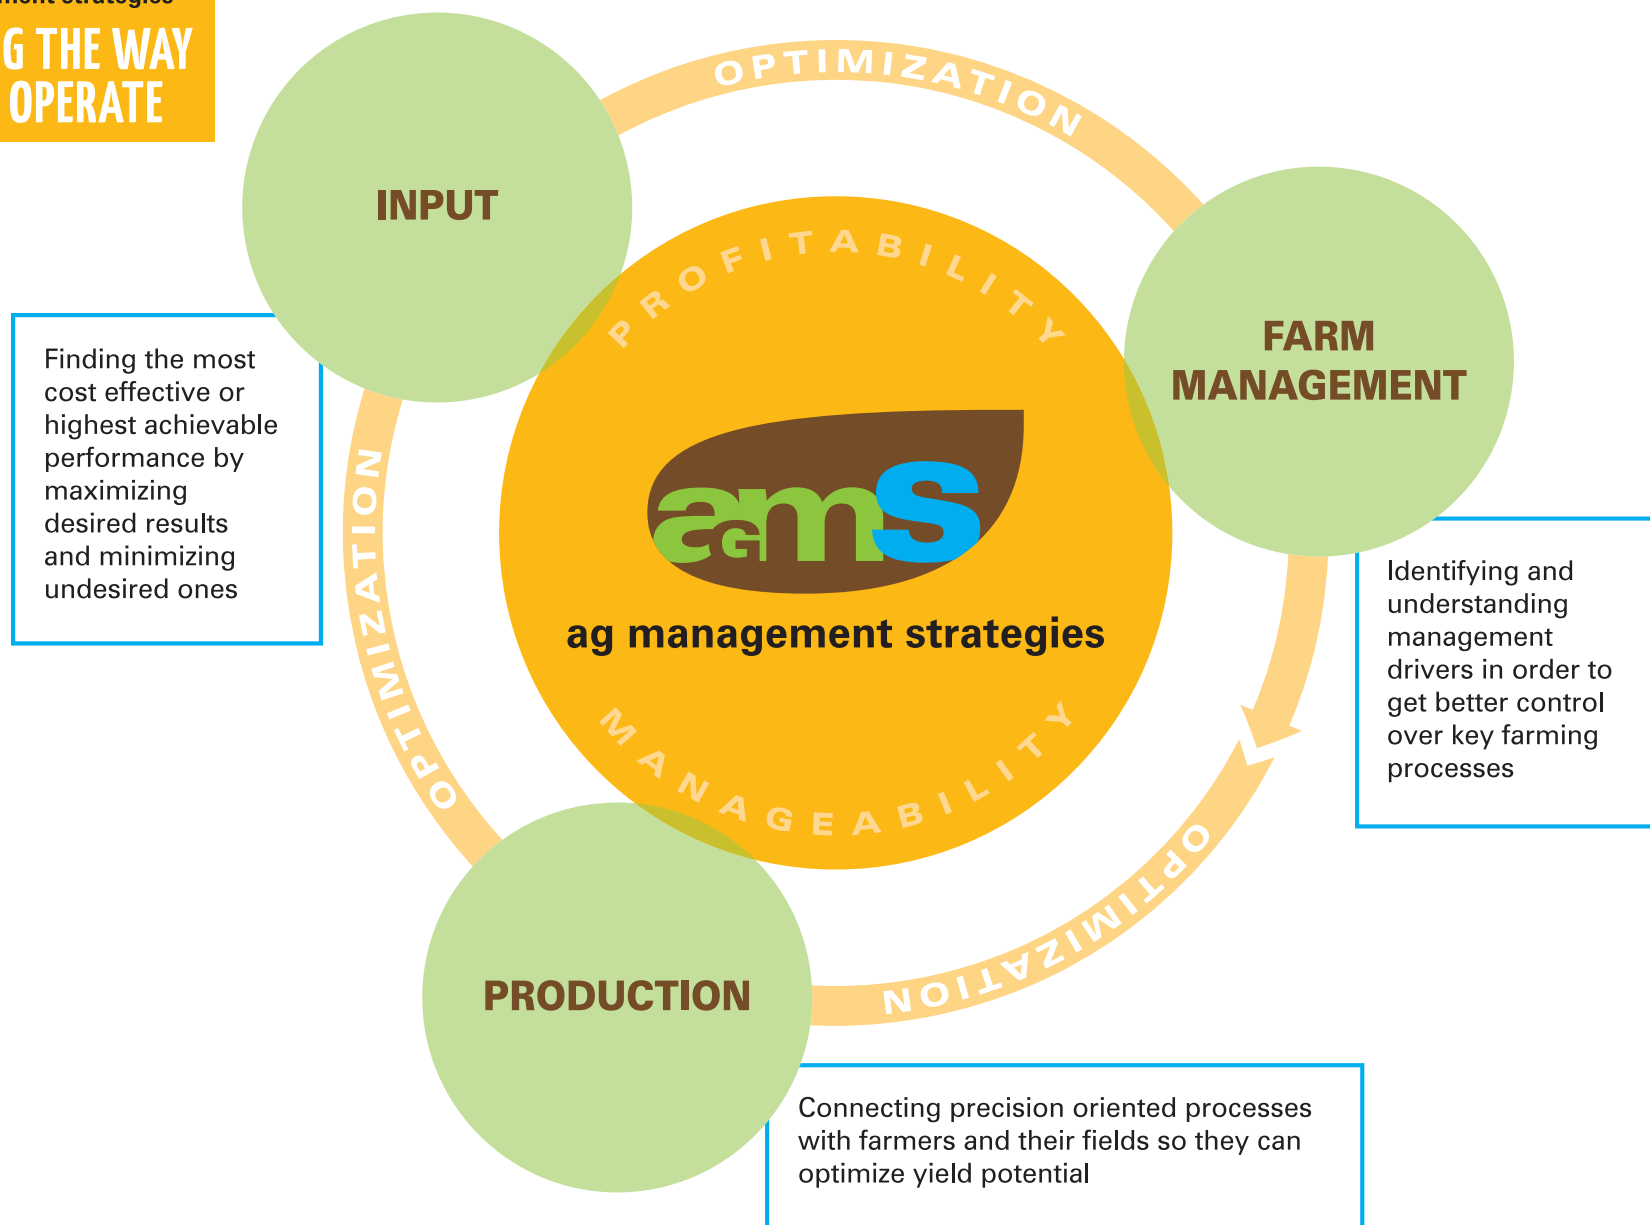 THE WAY
OPERATE
OPTIMIZATION
INPUT
PROFITABILITY
FARM
MANAGEMENT
Finding the most
cost effective or
highest achievable
performance by
maximizing
desired results
and minimizing
undesired ones
OPTIMIZATION
agms
ag management strategies
Identifying and
understanding
management
drivers in order to
get better control
over key farming
processes
MANAGEABILITY
OPTIMIZATION
PRODUCTION
Connecting precision oriented processes
with farmers and their fields so they can
optimize yield potential